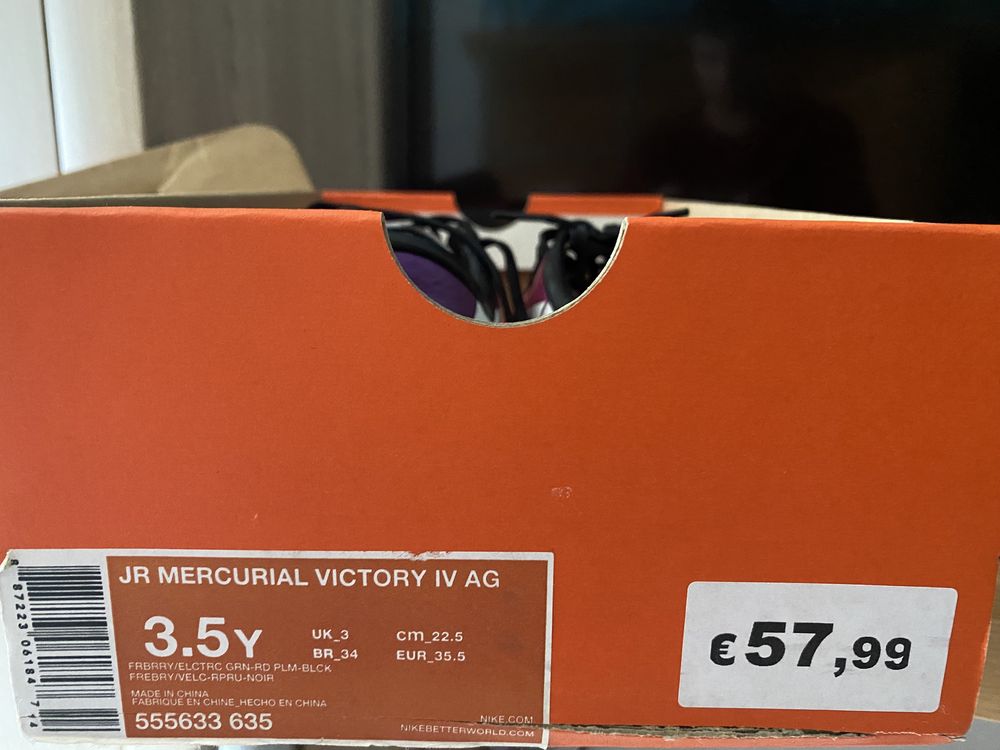 JR MERCURIAL VICTORY IV AG
3.5Y
UK_3 cm_22.5
BR_34 EUR_35.5
FRBRRY/ELCTRC GRN-RD PLM-BLCK
FREBRY/VELC-RPRU-NOIR
MADE IN CHINA
FABRIQUE EN CHINE_HECHO EN CHINA
555633 635
NIKE.COM
NIKEBETTERWORLD.COM
€57,99